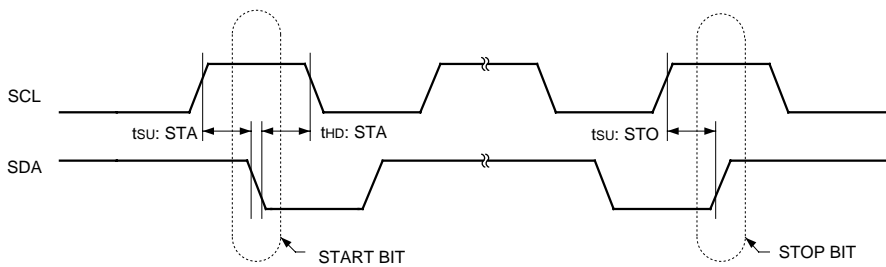 SCL
tSU: STA
tHD: STA
tSU: STO
SDA
START BIT
STOP BIT